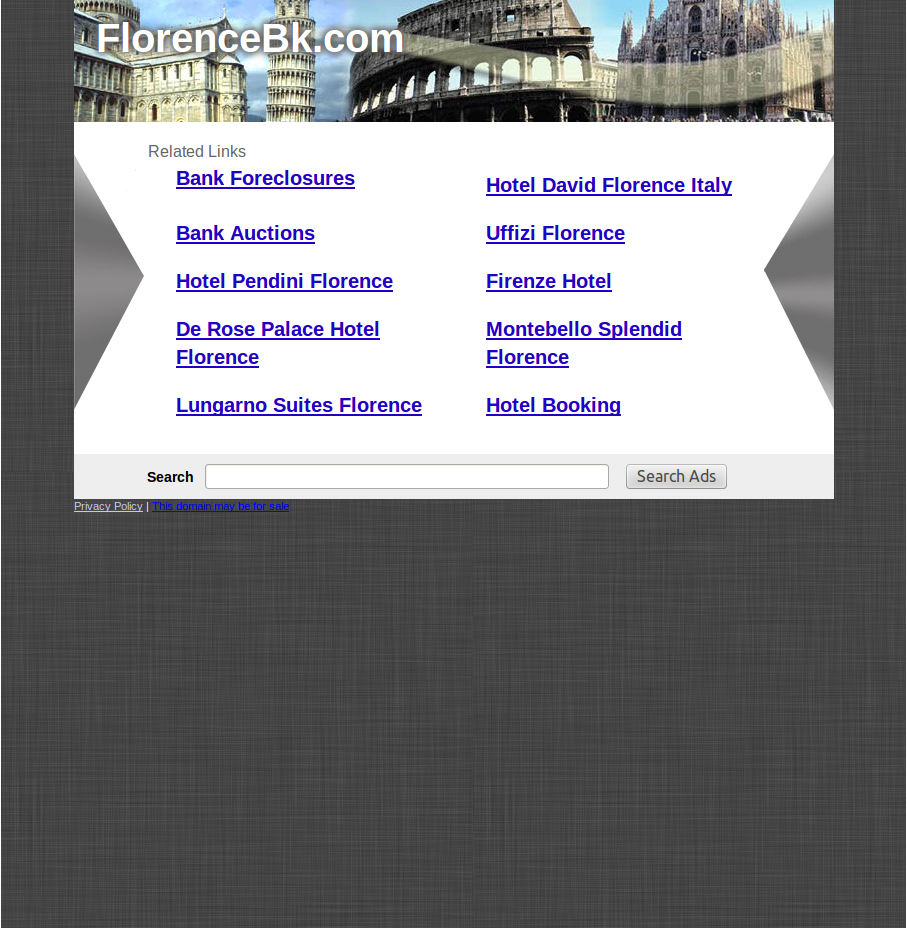 FlorenceBk.com
Related Links
Bank Foreclosures
Hotel David Florence Italy
Bank Auctions
Uffizi Florence
Hotel Pendini Florence
Firenze Hotel
De Rose Palace Hotel
Florence
Montebello Splendid
Florence
Lungarno Suites Florence
Hotel Booking
Search
Search Ads
Privacy Policy | This domain may be for sale